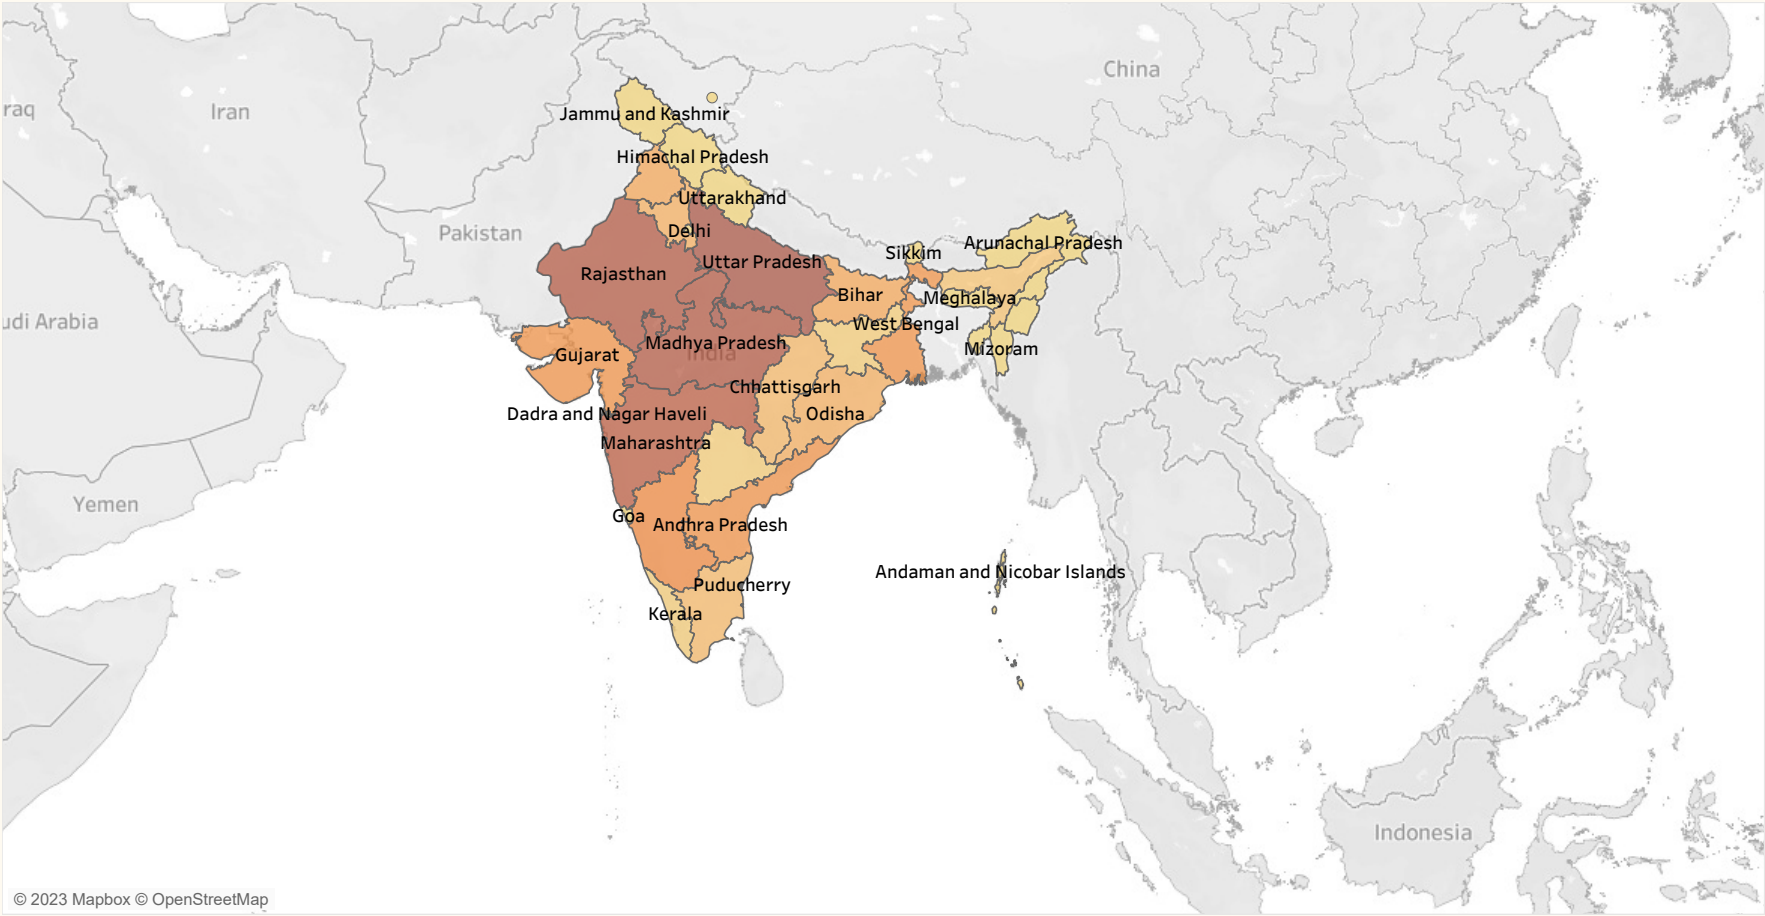 China
raq
Iran
Jammu and Kashmir
Himachal Pradesh
Uttarakhand
Pakistan
Delhi
Sikkim
Arunachal Pradesh
Uttar Pradesh
Rajasthan
Bihar
Meghalaya
udi Arabia
West Bengal
Madhya Pradesh
India
Mizoram
Gujarat
Chhattisgarh
Dadra and Nagar Haveli
Odisha
Maharashtra
Yemen
Goa
Andhra Pradesh
Andaman and Nicobar Islands
Puducherry
Kerala
Indonesia
© 2023 Mapbox © OpenStreetMap